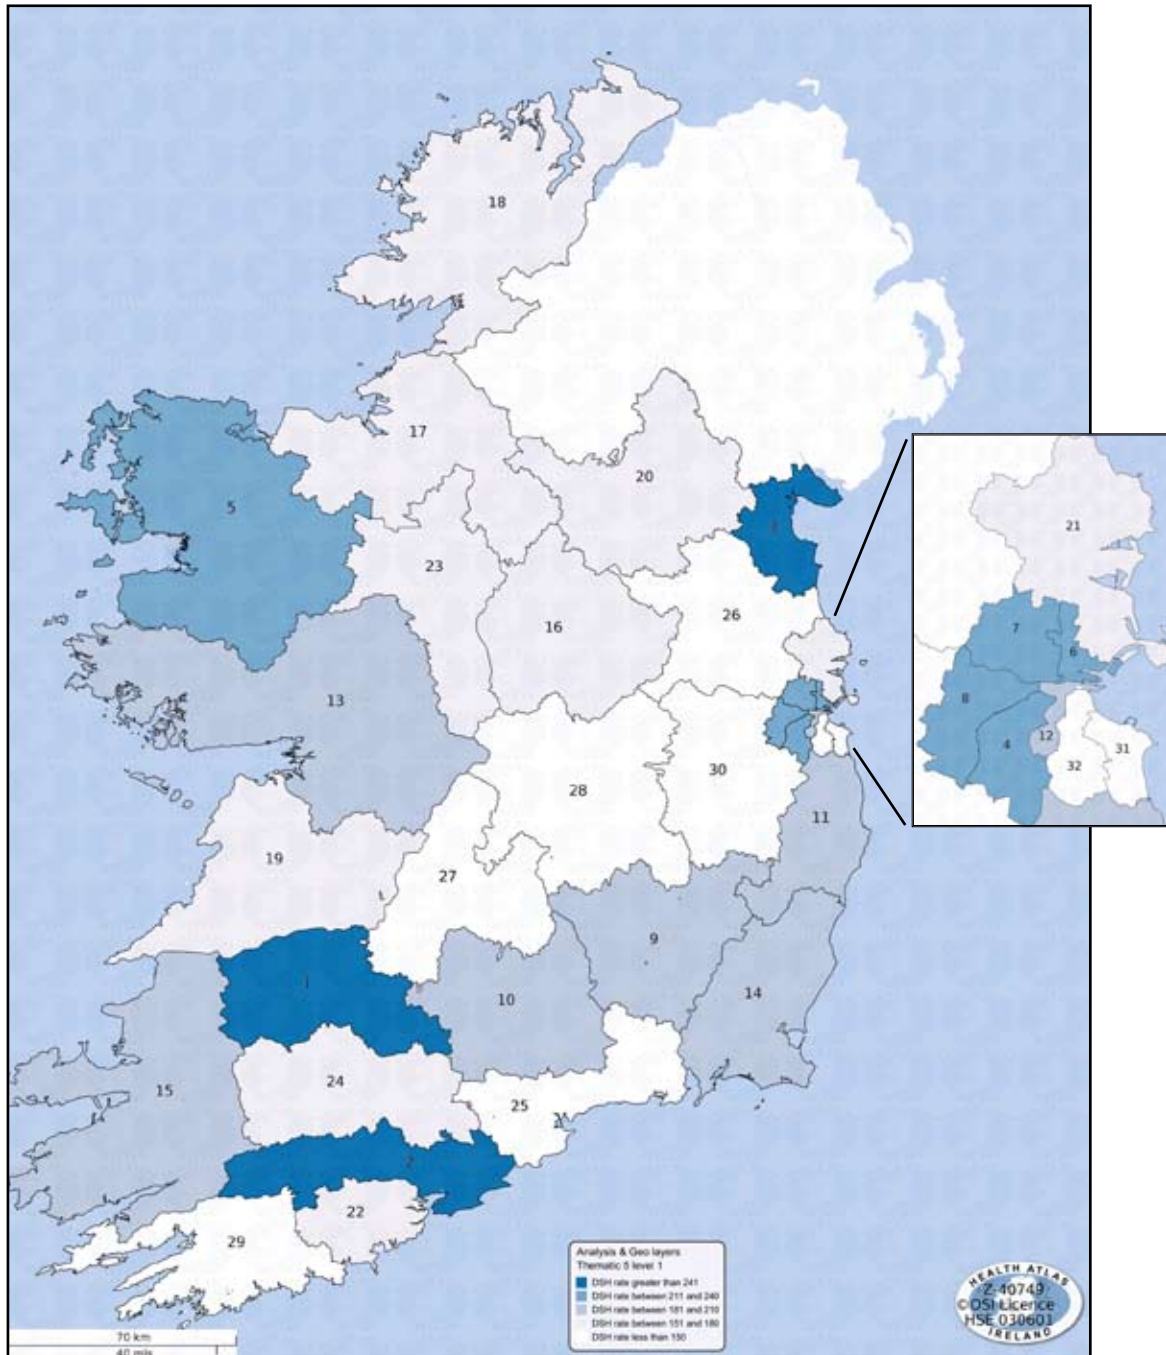 18
17
20
5
3
21
23
26
7
16
6
8
13
12
4
31
32
30
28
11
19
27
9
1
10
14
24
15
25
2
22
29
Analysis & Geo layers
Thematic 5 level 1
DSH rate greater than 241
DSH rate between 211 and 240
DSH rate between 181 and 210
DSH rate between 151 and 180
DSH rate less than 150
HEALTH ATLAS
Z-40749
©OSI Licence
HSE 030601
IRELAND
70 km
40 mls